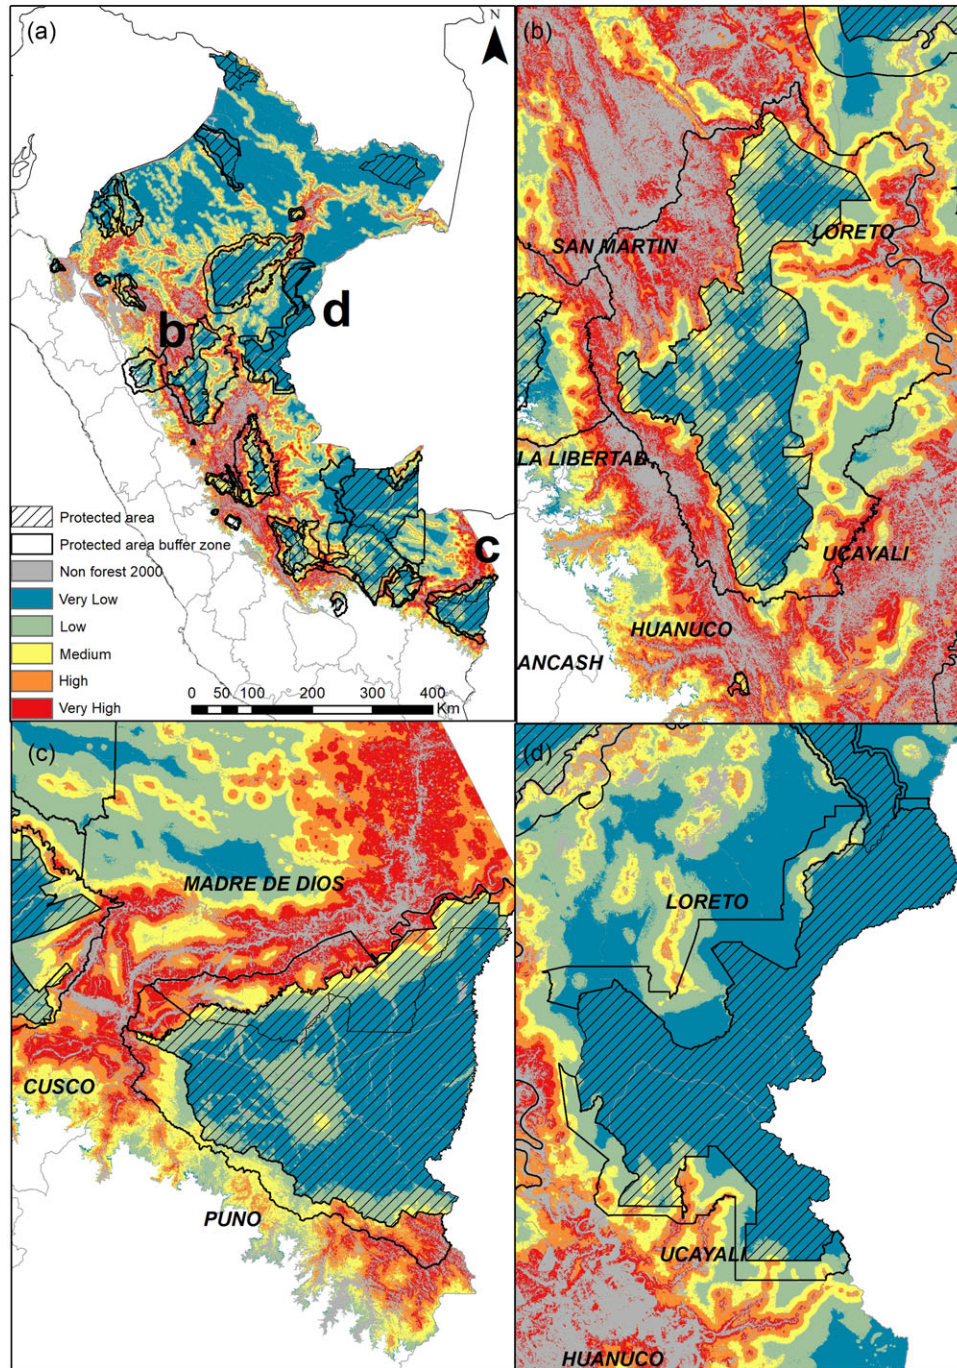 (a)
N
b
d
c
Protected area
Protected area buffer zone
Non forest 2000
Very Low
Low
Medium
High
Very High
0 50 100 200 300 400
Km
(b)
SAN MARTIN
LORETO
LA LIBERTAD
UCAYALI
HUANUCO
ANCASH
(c)
MADRE DE DIOS
CUSCO
PUNO
(d)
LORETO
UCAYALI
HUANUCO